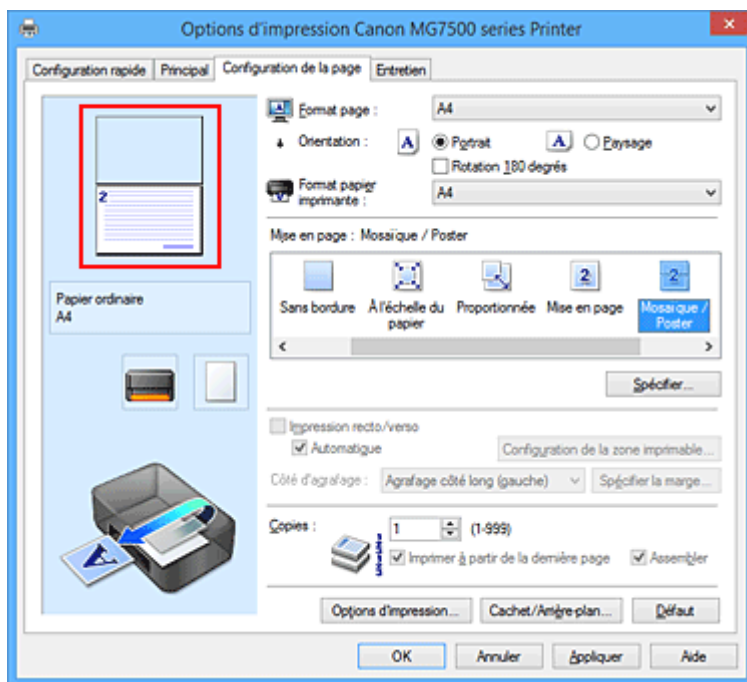 Options d'impression Canon MG7500 series Printer
Configuration rapide Principal Configuration de la page Entretien
Format page : A4
Orientation : A Portrait A Paysage
Rotation 180 degrés
Format papier
imprimante : A4
2
Mise en page : Mosaïque / Poster
2 2
Sans bordure À l'échelle du Proportionnée Mise en page Mosaïque /
papier Poster
Papier ordinaire
A4
Spécifier...
Impression recto/verso
Automatique Configuration de la zone imprimable...
Côté d'agrafage : Agrafage côté long (gauche) Spécifier la marge...
Copies : 1 (1-999)
Imprimer à partir de la dernière page Assembler
A
Options d'impression... Cachet/Arrière-plan... Défaut
OK Annuler Appliquer Aide